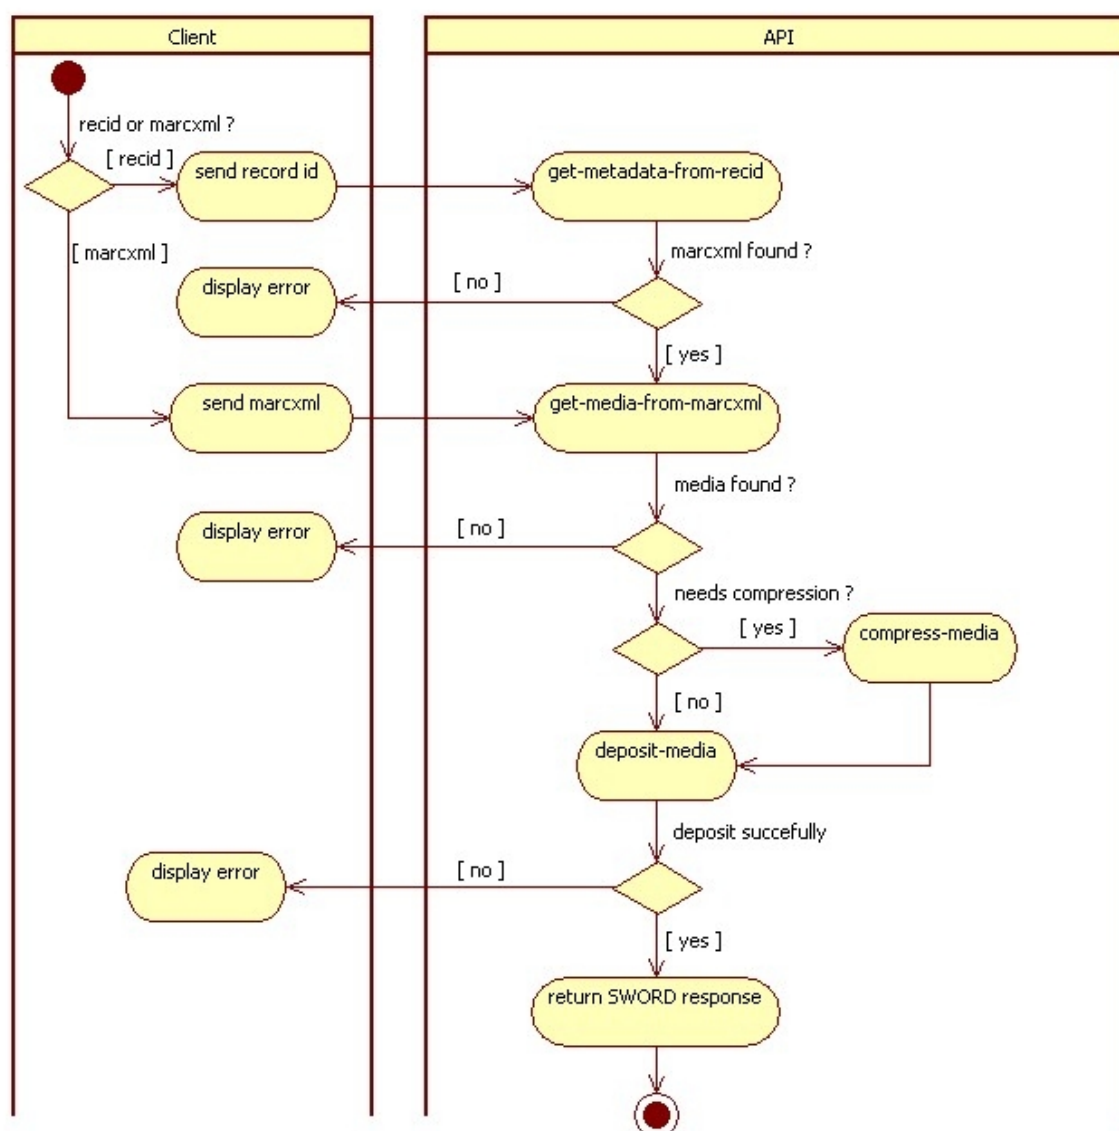 Client
API
recid or marcxml ?
[ recid ]
send record id
get-metadata-from-recid
[ marcxml ]
marcxml found ?
display error
[ no ]
[ yes ]
send marcxml
get-media-from-marcxml
media found ?
display error
[ no ]
needs compression ?
[ yes ]
compress-media
[ no ]
deposit-media
deposit succefully
display error
[ no ]
[ yes ]
return SWORD response